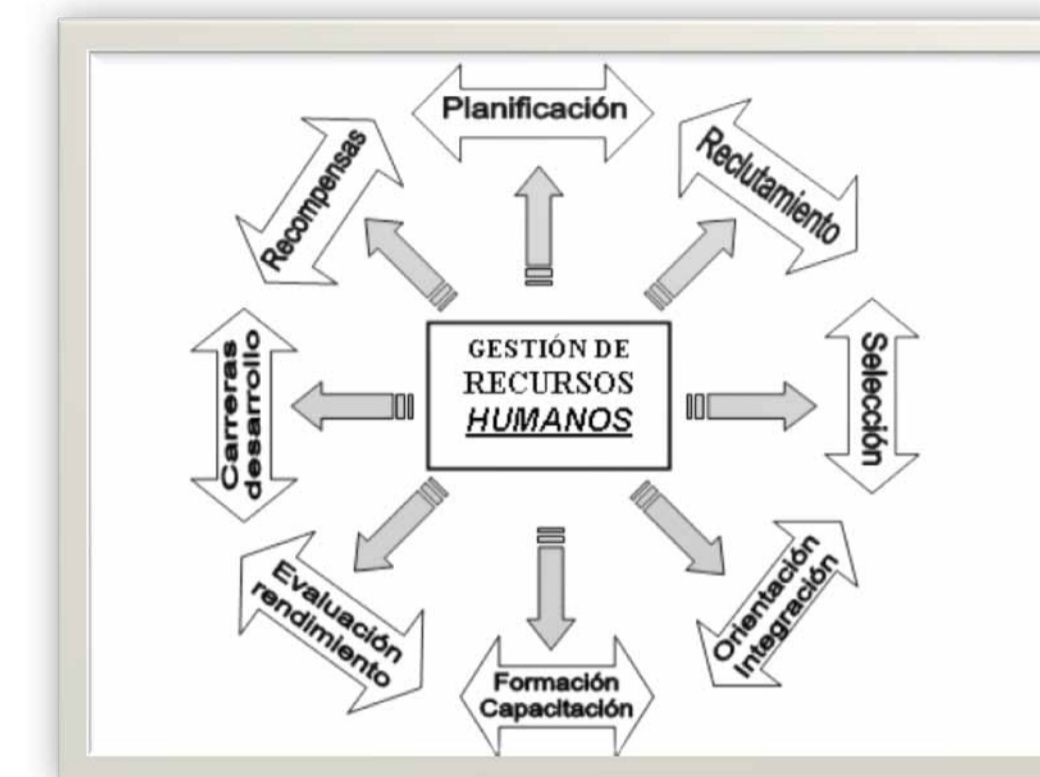 Planificación
Reclutamiento
Selección
Orientación
Integración
Formación
Capacitación
Evaluación
rendimiento
Carreras
desarrollo
Recompensas
GESTIÓN DE
RECURSOS
HUMANOS